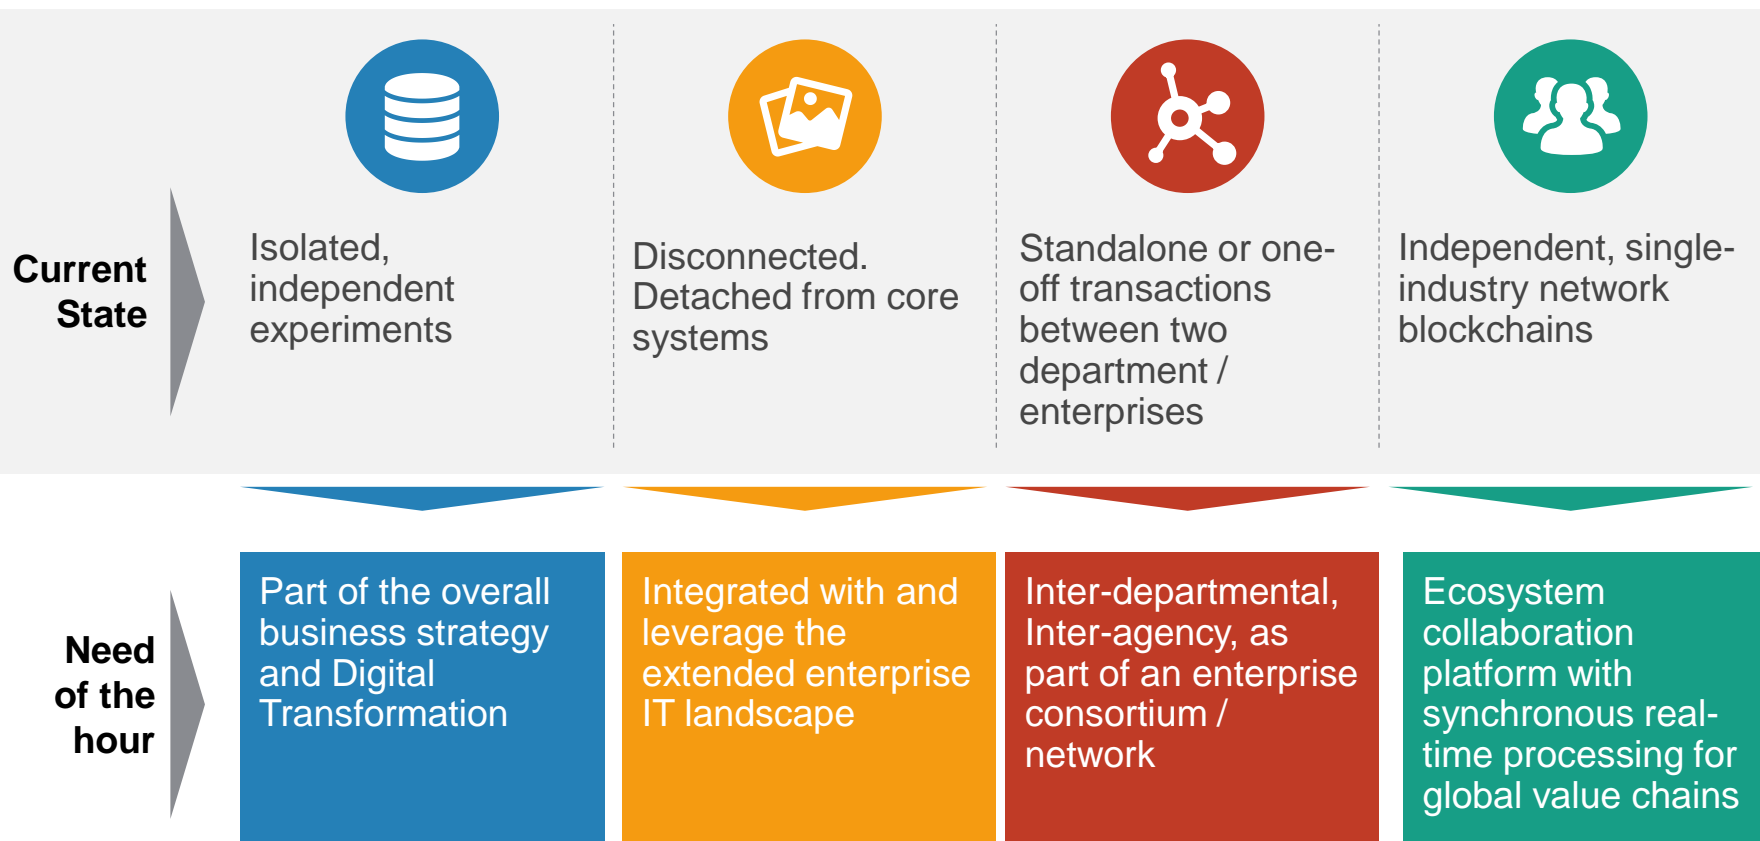 Current
State
Isolated,
independent
experiments
Disconnected.
Detached from core
systems
Standalone or one-
off transactions
between two
department /
enterprises
Independent, single-
industry network
blockchains
Need
of the
hour
Part of the overall
business strategy
and Digital
Transformation
Integrated with and
leverage the
extended enterprise
IT landscape
Inter-departmental,
Inter-agency, as
part of an enterprise
consortium /
network
Ecosystem
collaboration
platform with
synchronous real-
time processing for
global value chains